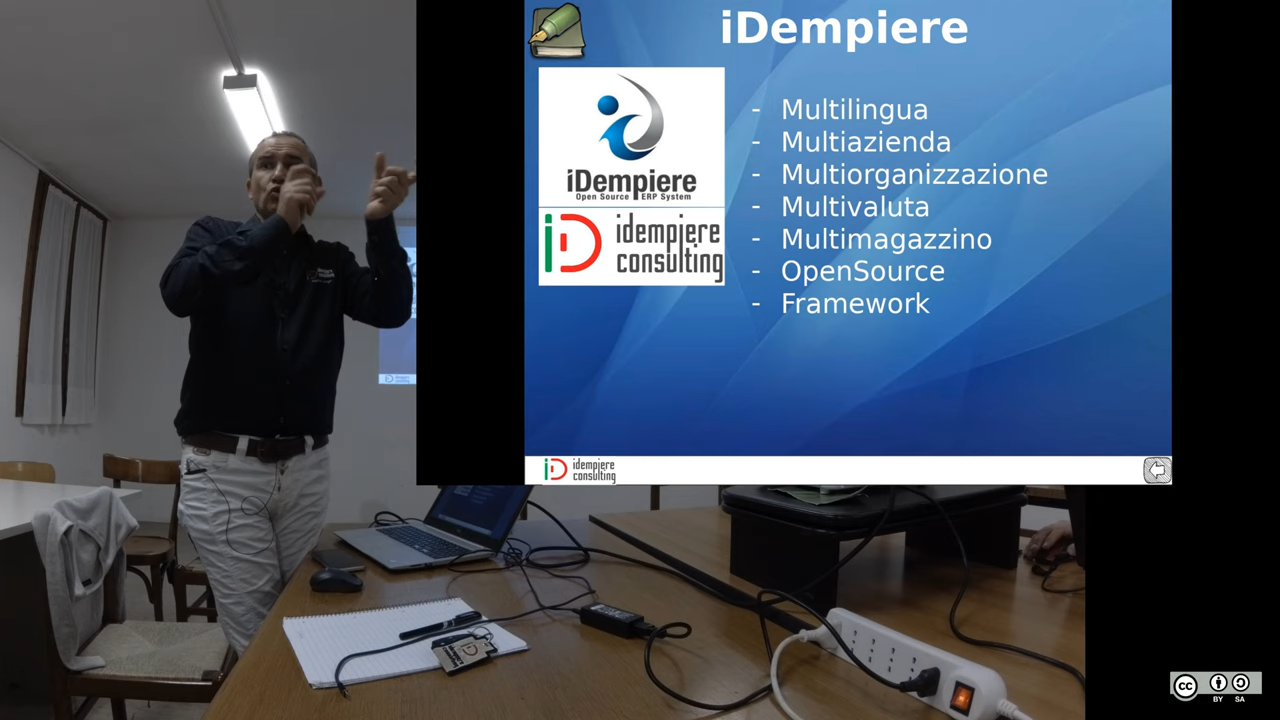 iDempiere
iDempiere
Open Source ERP System
idempiere
consulting
- Multilingua
- Multiazienda
- Multiorganizzazione
- Multivaluta
- Multimagazzino
- OpenSource
- Framework
idempiere
consulting
cc
BY SA